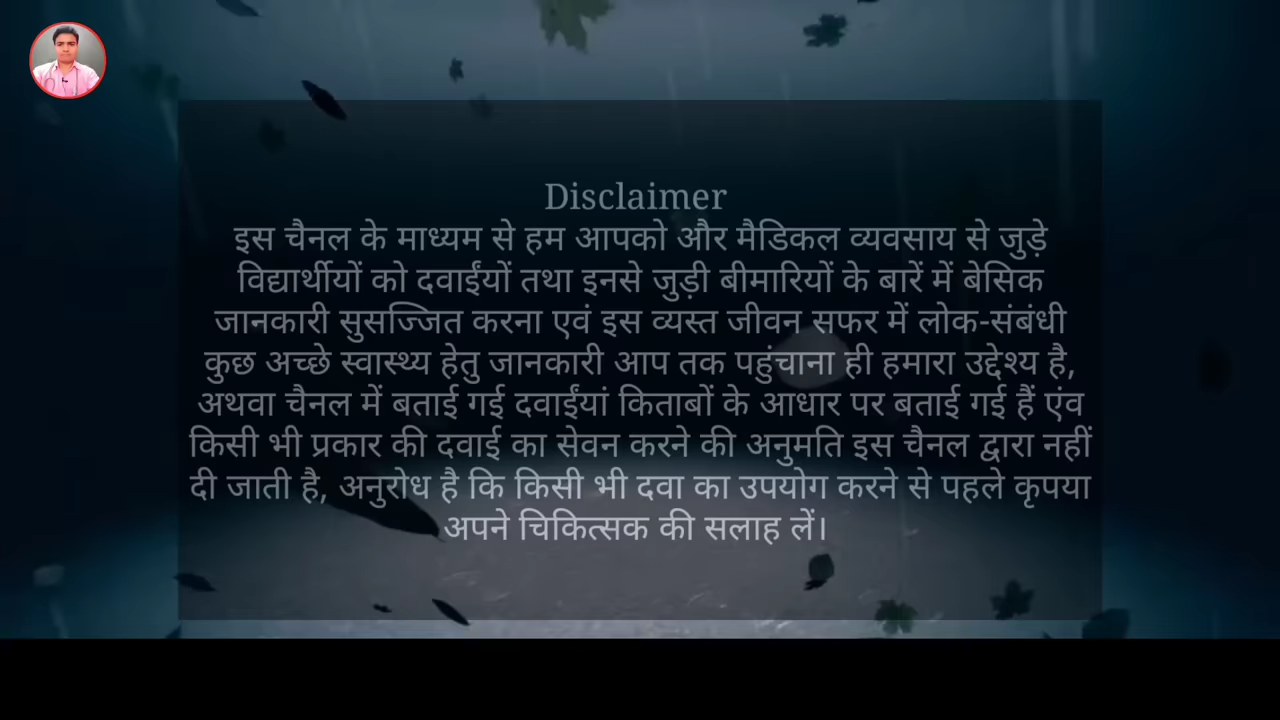 Disclaimer
इस चैनल के माध्यम से हम आपको और मैडिकल व्यवसाय से जुड़े
विद्यार्थीयों को दवाईंयों तथा इनसे जुड़ी बीमारियों के बारें में बेसिक
जानकारी सुसज्जित करना एवं इस व्यस्त जीवन सफर में लोक-संबंधी
कुछ अच्छे स्वास्थ्य हेतु जानकारी आप तक पहुंचाना ही हमारा उद्देश्य है,
अथवा चैनल में बताई गई दवाईंयां किताबों के आधार पर बताई गई हैं एंव
किसी भी प्रकार की दवाई का सेवन करने की अनुमति इस चैनल द्वारा नहीं
दी जाती है, अनुरोध है कि किसी भी दवा का उपयोग करने से पहले कृपया
अपने चिकित्सक की सलाह लें।